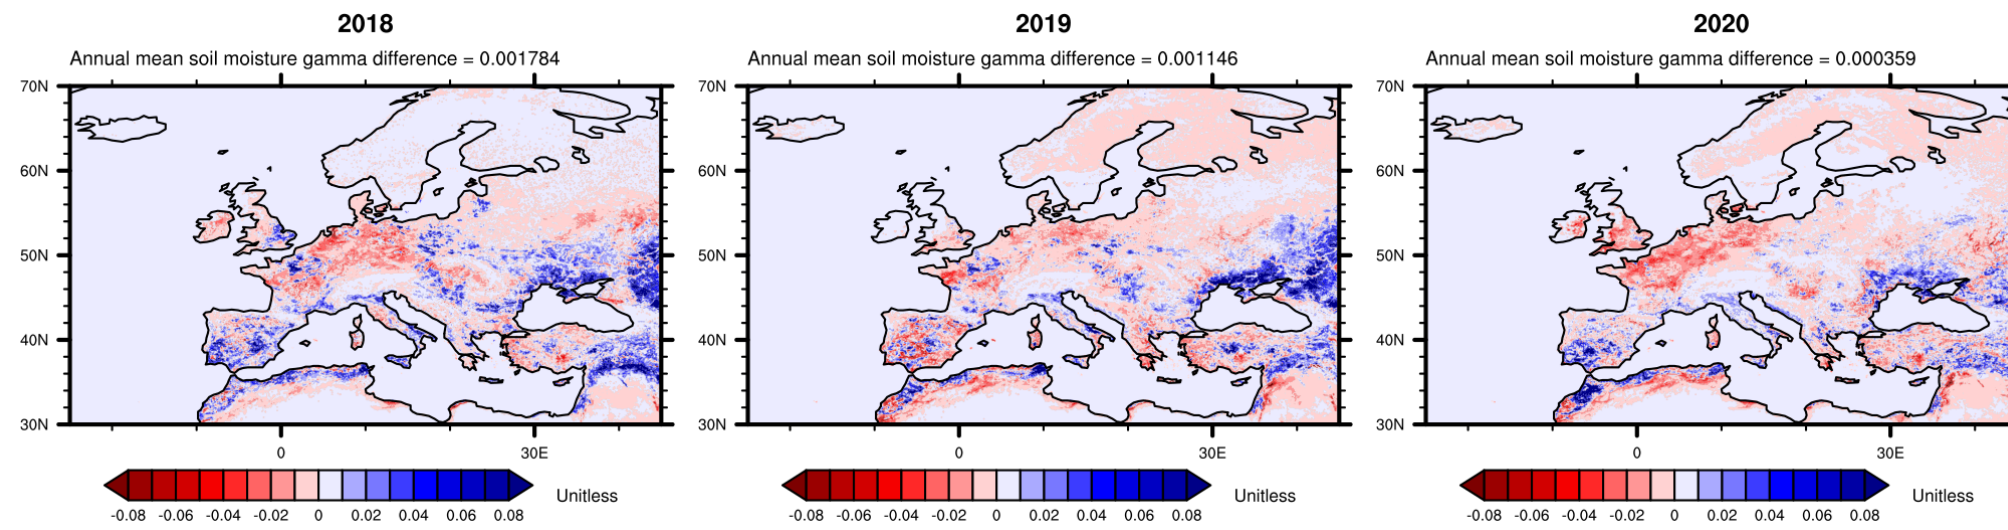 2018
Annual mean soil moisture gamma difference = 0.001784
70N
60N
50N
40N
30N
0 30E
-0.08 -0.06 -0.04 -0.02 0 0.02 0.04 0.06 0.08
Unitless
2019
Annual mean soil moisture gamma difference = 0.001146
70N
60N
50N
40N
30N
0 30E
-0.08 -0.06 -0.04 -0.02 0 0.02 0.04 0.06 0.08
Unitless
2020
Annual mean soil moisture gamma difference = 0.000359
70N
60N
50N
40N
30N
0 30E
-0.08 -0.06 -0.04 -0.02 0 0.02 0.04 0.06 0.08
Unitless